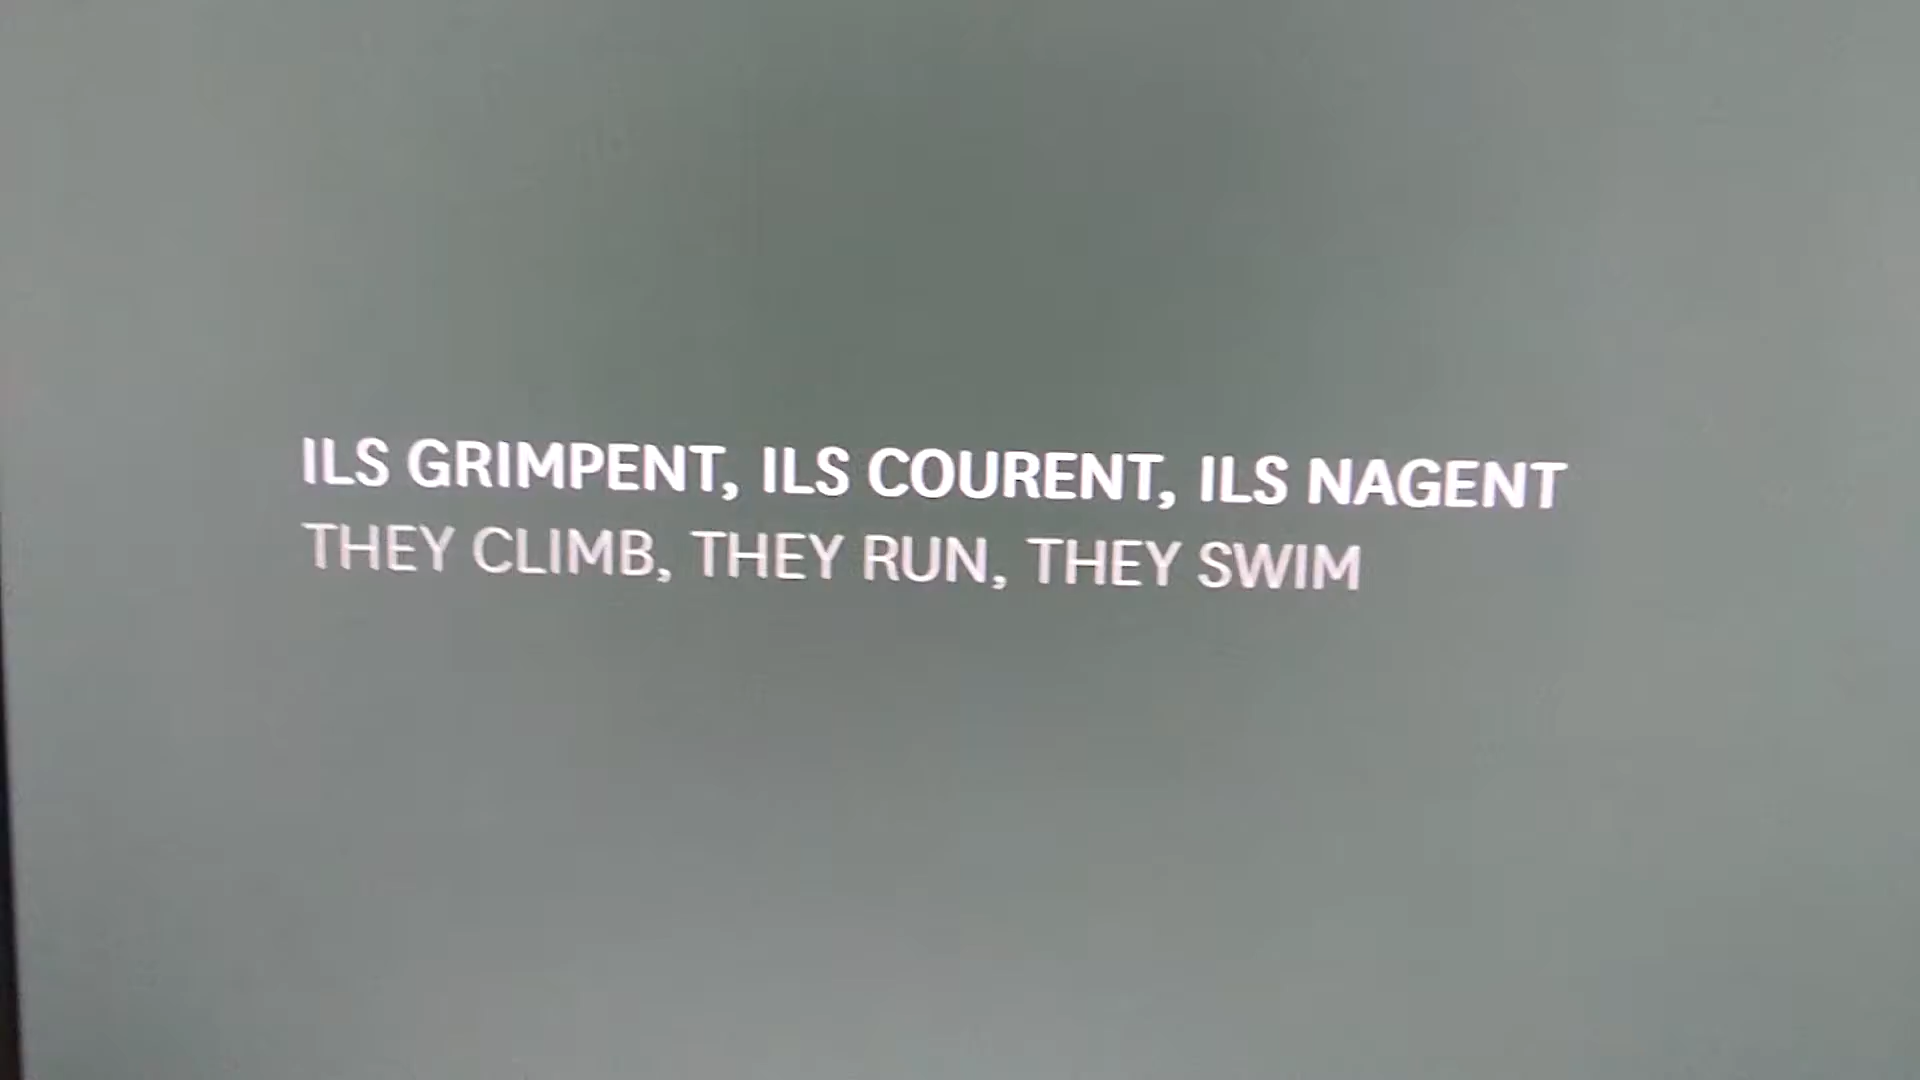 ILS GRIMPENT, ILS COURENT, ILS NAGENT
THEY CLIMB, THEY RUN, THEY SWIM